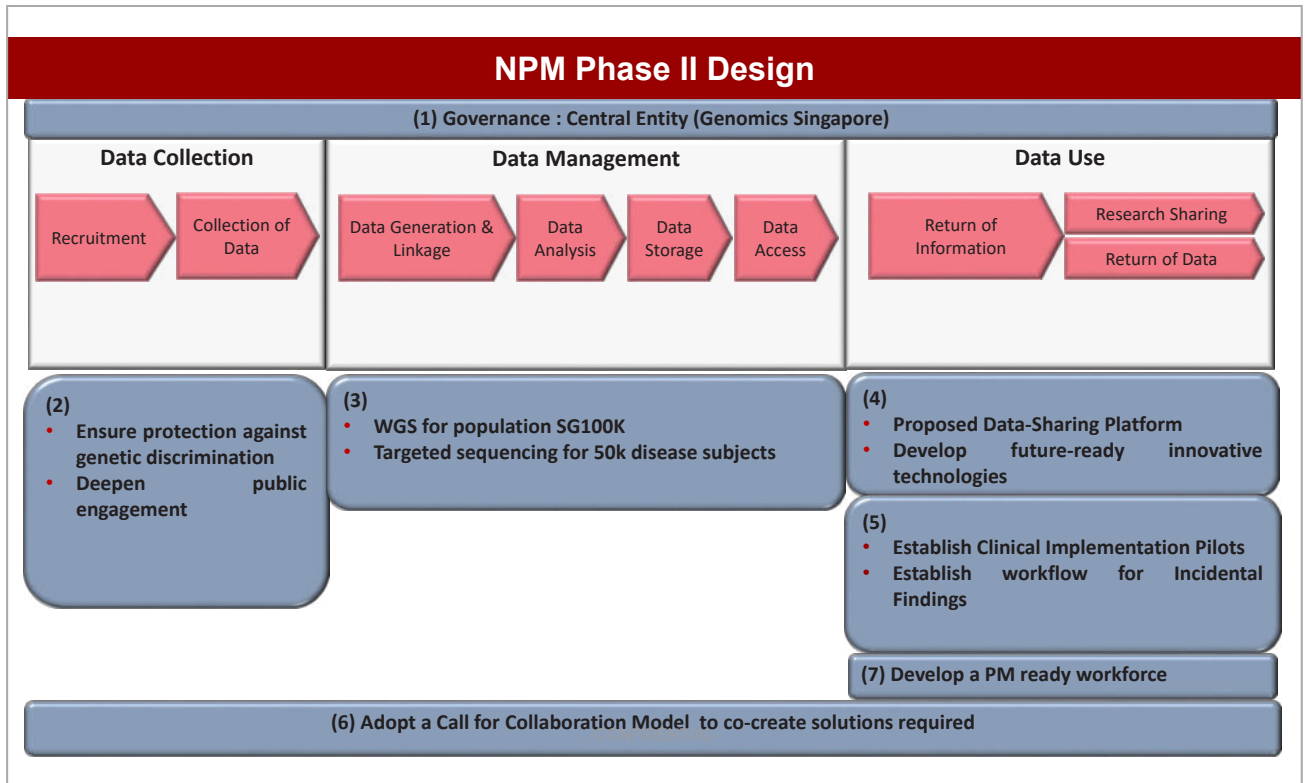 NPM Phase II Design
(1) Governance : Central Entity (Genomics Singapore)
Data Collection
Recruitment
Collection of
Data
Data Management
Data Generation &
Linkage
Data
Analysis
Data
Storage
Data
Access
Data Use
Return of
Information
Research Sharing
Return of Data
(2)
• Ensure protection against
genetic discrimination
• Deepen public
engagement
(3)
• WGS for population SG100K
• Targeted sequencing for 50k disease subjects
(4)
• Proposed Data-Sharing Platform
• Develop future-ready innovative
technologies
(5)
• Establish Clinical Implementation Pilots
• Establish workflow for Incidental
Findings
(7) Develop a PM ready workforce
(6) Adopt a Call for Collaboration Model to co-create solutions required